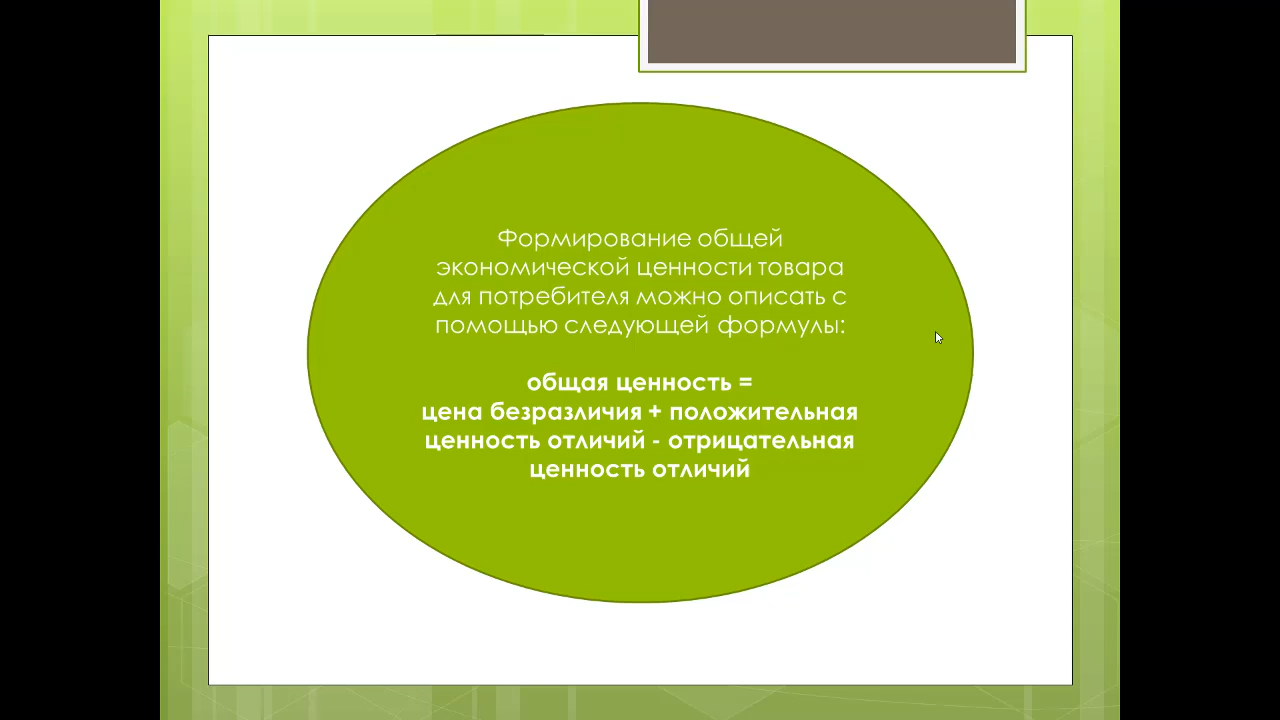 Формирование общей
экономической ценности товара
для потребителя можно описать с
помощью следующей формулы:
общая ценность =
цена безразличия + положительная
ценность отличий - отрицательная
ценность отличий